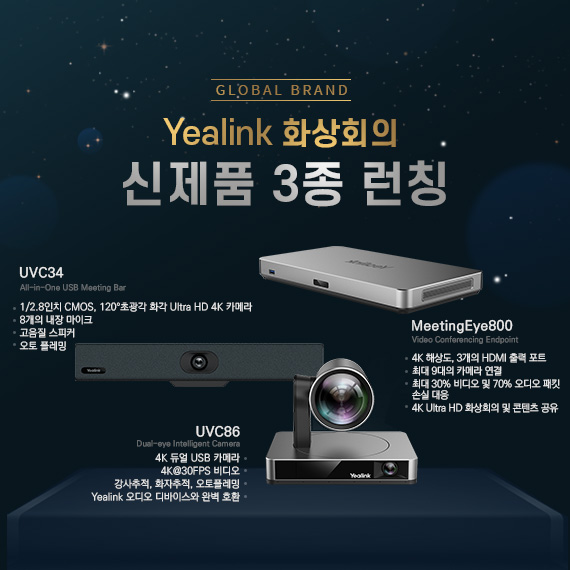 GLOBAL BRAND
Yealink 화상회의
신제품 3종 런칭
UVC34
All-in-One USB Meeting Bar
• 1/2.8인치 CMOS, 120°초광각 화각 Ultra HD 4K 카메라
• 8개의 내장 마이크
• 고음질 스피커
• 오토 플레밍
Yealink
Yealink
MeetingEye800
Video Conferencing Endpoint
• 4K 해상도, 3개의 HDMI 출력 포트
• 최대 9대의 카메라 연결
• 최대 30% 비디오 및 70% 오디오 패킷
손실 대응
• 4K Ultra HD 화상회의 및 콘텐츠 공유
UVC86
Dual-eye Intelligent Camera
4K 듀얼 USB 카메라 •
4K@30FPS 비디오 •
강사추적, 화자추적, 오토플레밍 •
Yealink 오디오 디바이스와 완벽 호환 •
Yealink